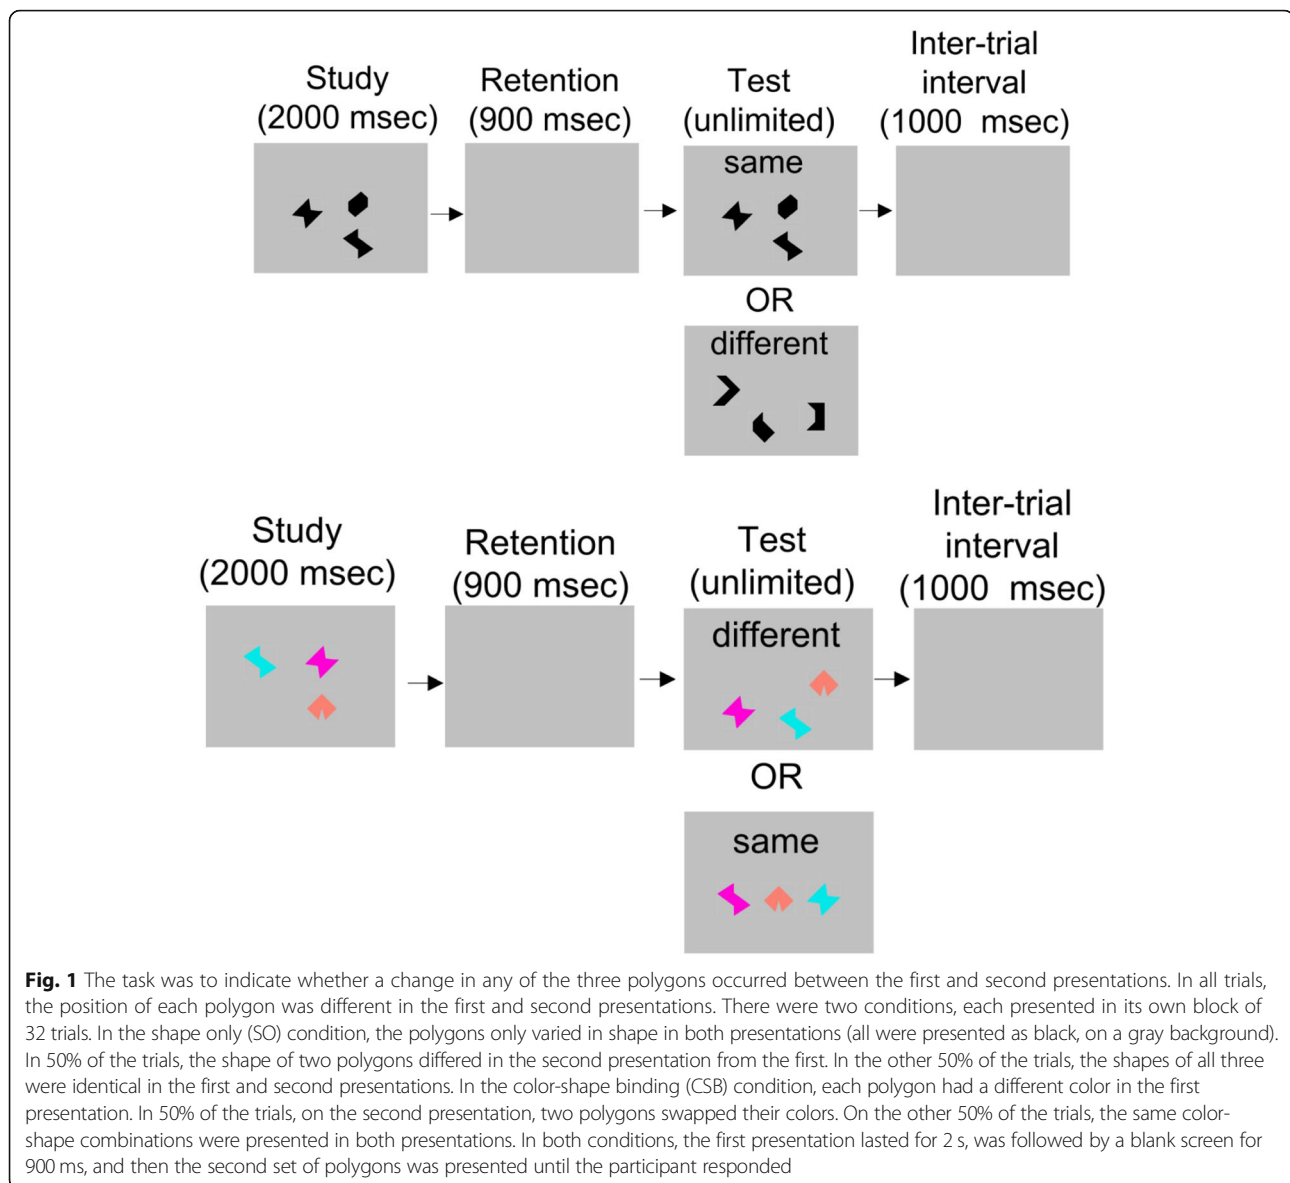 Study
(2000 msec)
Retention
(900 msec)
Test
(unlimited)
Inter-trial
interval
(1000 msec)
same
OR
different
Study
(2000 msec)
Retention
(900 msec)
Test
(unlimited)
Inter-trial
interval
(1000 msec)
different
OR
same
Fig. 1 The task was to indicate whether a change in any of the three polygons occurred between the first and second presentations. In all trials,
the position of each polygon was different in the first and second presentations. There were two conditions, each presented in its own block of
32 trials. In the shape only (SO) condition, the polygons only varied in shape in both presentations (all were presented as black, on a gray background).
In 50% of the trials, the shape of two polygons differed in the second presentation from the first. In the other 50% of the trials, the shapes of all three
were identical in the first and second presentations. In the color-shape binding (CSB) condition, each polygon had a different color in the first
presentation. In 50% of the trials, on the second presentation, two polygons swapped their colors. On the other 50% of the trials, the same color-
shape combinations were presented in both presentations. In both conditions, the first presentation lasted for 2 s, was followed by a blank screen for
900 ms, and then the second set of polygons was presented until the participant responded